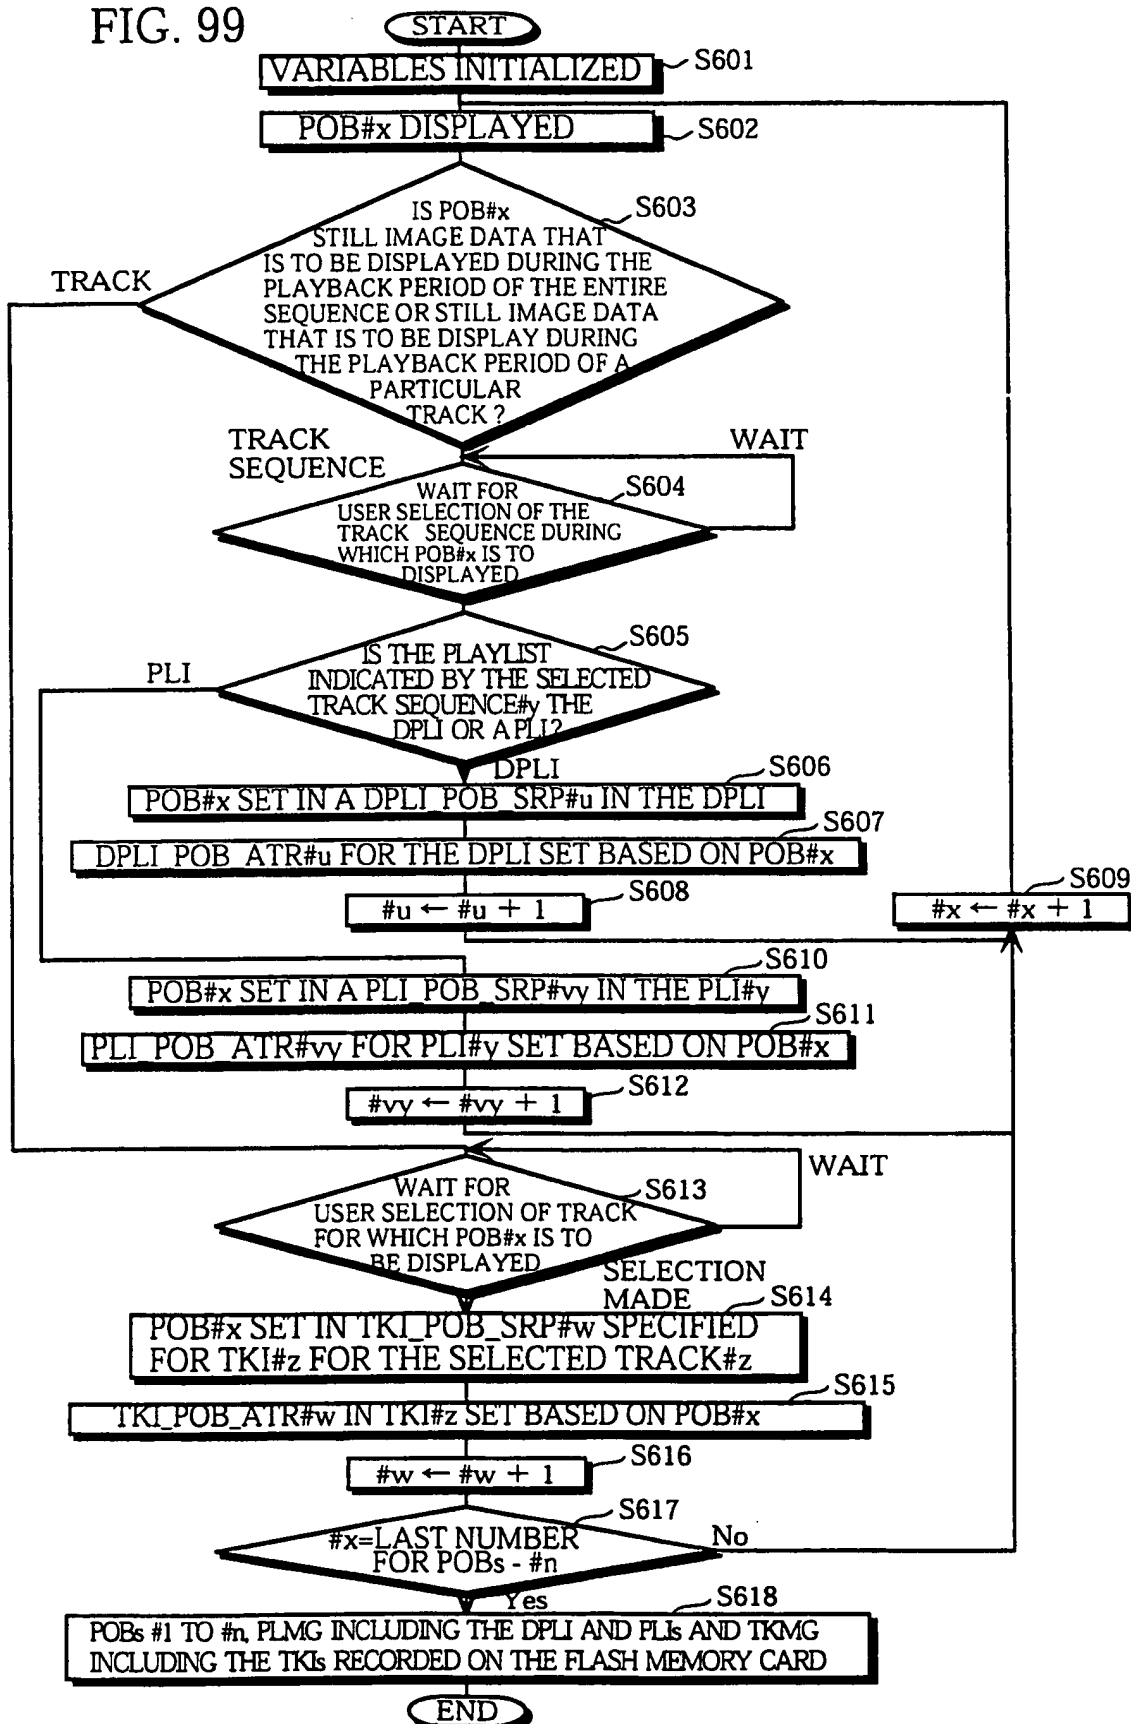 FIG. 99
START
VARIABLES INITIALIZED
S601
POB#x DISPLAYED
S602
IS POB#x
STILL IMAGE DATA THAT
IS TO BE DISPLAYED DURING THE
PLAYBACK PERIOD OF THE ENTIRE
SEQUENCE OR STILL IMAGE DATA
THAT IS TO BE DISPLAY DURING
THE PLAYBACK PERIOD OF A
PARTICULAR
TRACK ?
S603
TRACK
TRACK
SEQUENCE
WAIT
WAIT FOR
USER SELECTION OF THE
TRACK SEQUENCE DURING
WHICH POB#x IS TO
DISPLAYED
S604
IS THE PLAYLIST
INDICATED BY THE SELECTED
TRACK SEQUENCE#y THE
DPLI OR A PLI?
S605
PLI
DPLI
S606
POB#x SET IN A DPLI_POB_SRP#u IN THE DPLI
S607
DPLI_POB_ATR#u FOR THE DPLI SET BASED ON POB#x
S608
#u ← #u + 1
S609
#x ← #x + 1
S610
POB#x SET IN A PLI_POB_SRP#vy IN THE PLI#y
S611
PLI_POB_ATR#vy FOR PLI#y SET BASED ON POB#x
S612
#vy ← #vy + 1
WAIT
WAIT FOR
USER SELECTION OF TRACK
FOR WHICH POB#x IS TO
BE DISPLAYED
S613
SELECTION
MADE
S614
POB#x SET IN TKI_POB_SRP#w SPECIFIED
FOR TKI#z FOR THE SELECTED TRACK#z
S615
TKI_POB_ATR#w IN TKI#z SET BASED ON POB#x
S616
#w ← #w + 1
S617
#x=LAST NUMBER
FOR POBs - #n
No
Yes
S618
POBs #1 TO #n, PLMG INCLUDING THE DPLI AND PLIs AND TKMG
INCLUDING THE TKIs RECORDED ON THE FLASH MEMORY CARD
END